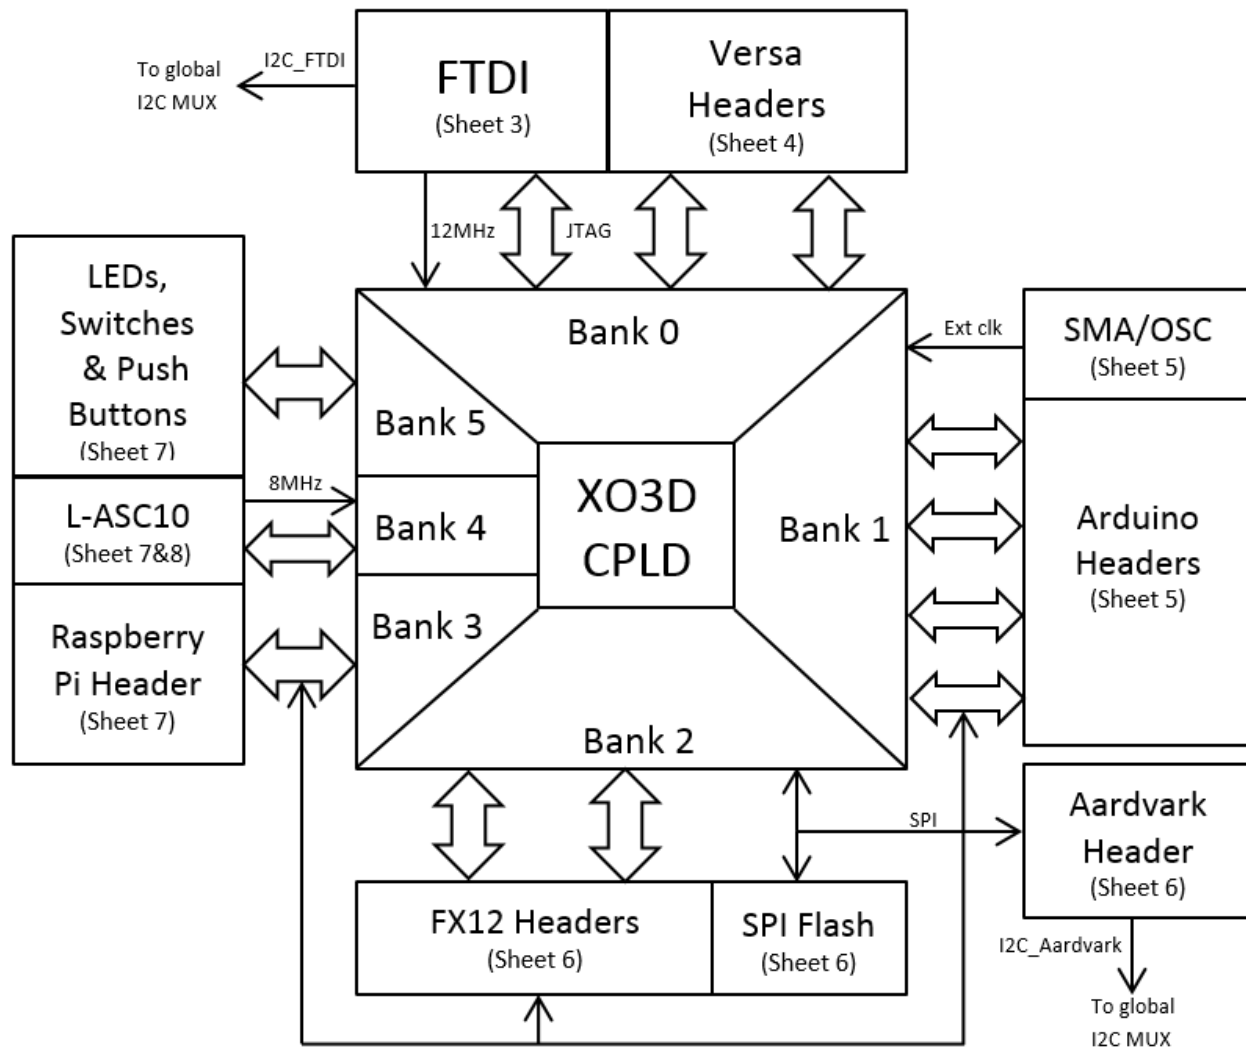 To global
I2C MUX
I2C_FTDI
FTDI
(Sheet 3)
Versa
Headers
(Sheet 4)
12MHz
JTAG
LEDs,
Switches
& Push
Buttons
(Sheet 7)
8MHz
L-ASC10
(Sheet 7&8)
Raspberry
Pi Header
(Sheet 7)
Bank 0
Bank 5
Bank 4
Bank 3
XO3D
CPLD
Bank 1
Bank 2
Ext clk
SMA/OSC
(Sheet 5)
Arduino
Headers
(Sheet 5)
SPI
Aardvark
Header
(Sheet 6)
FX12 Headers
(Sheet 6)
SPI Flash
(Sheet 6)
I2C_Aardvark
To global
I2C MUX